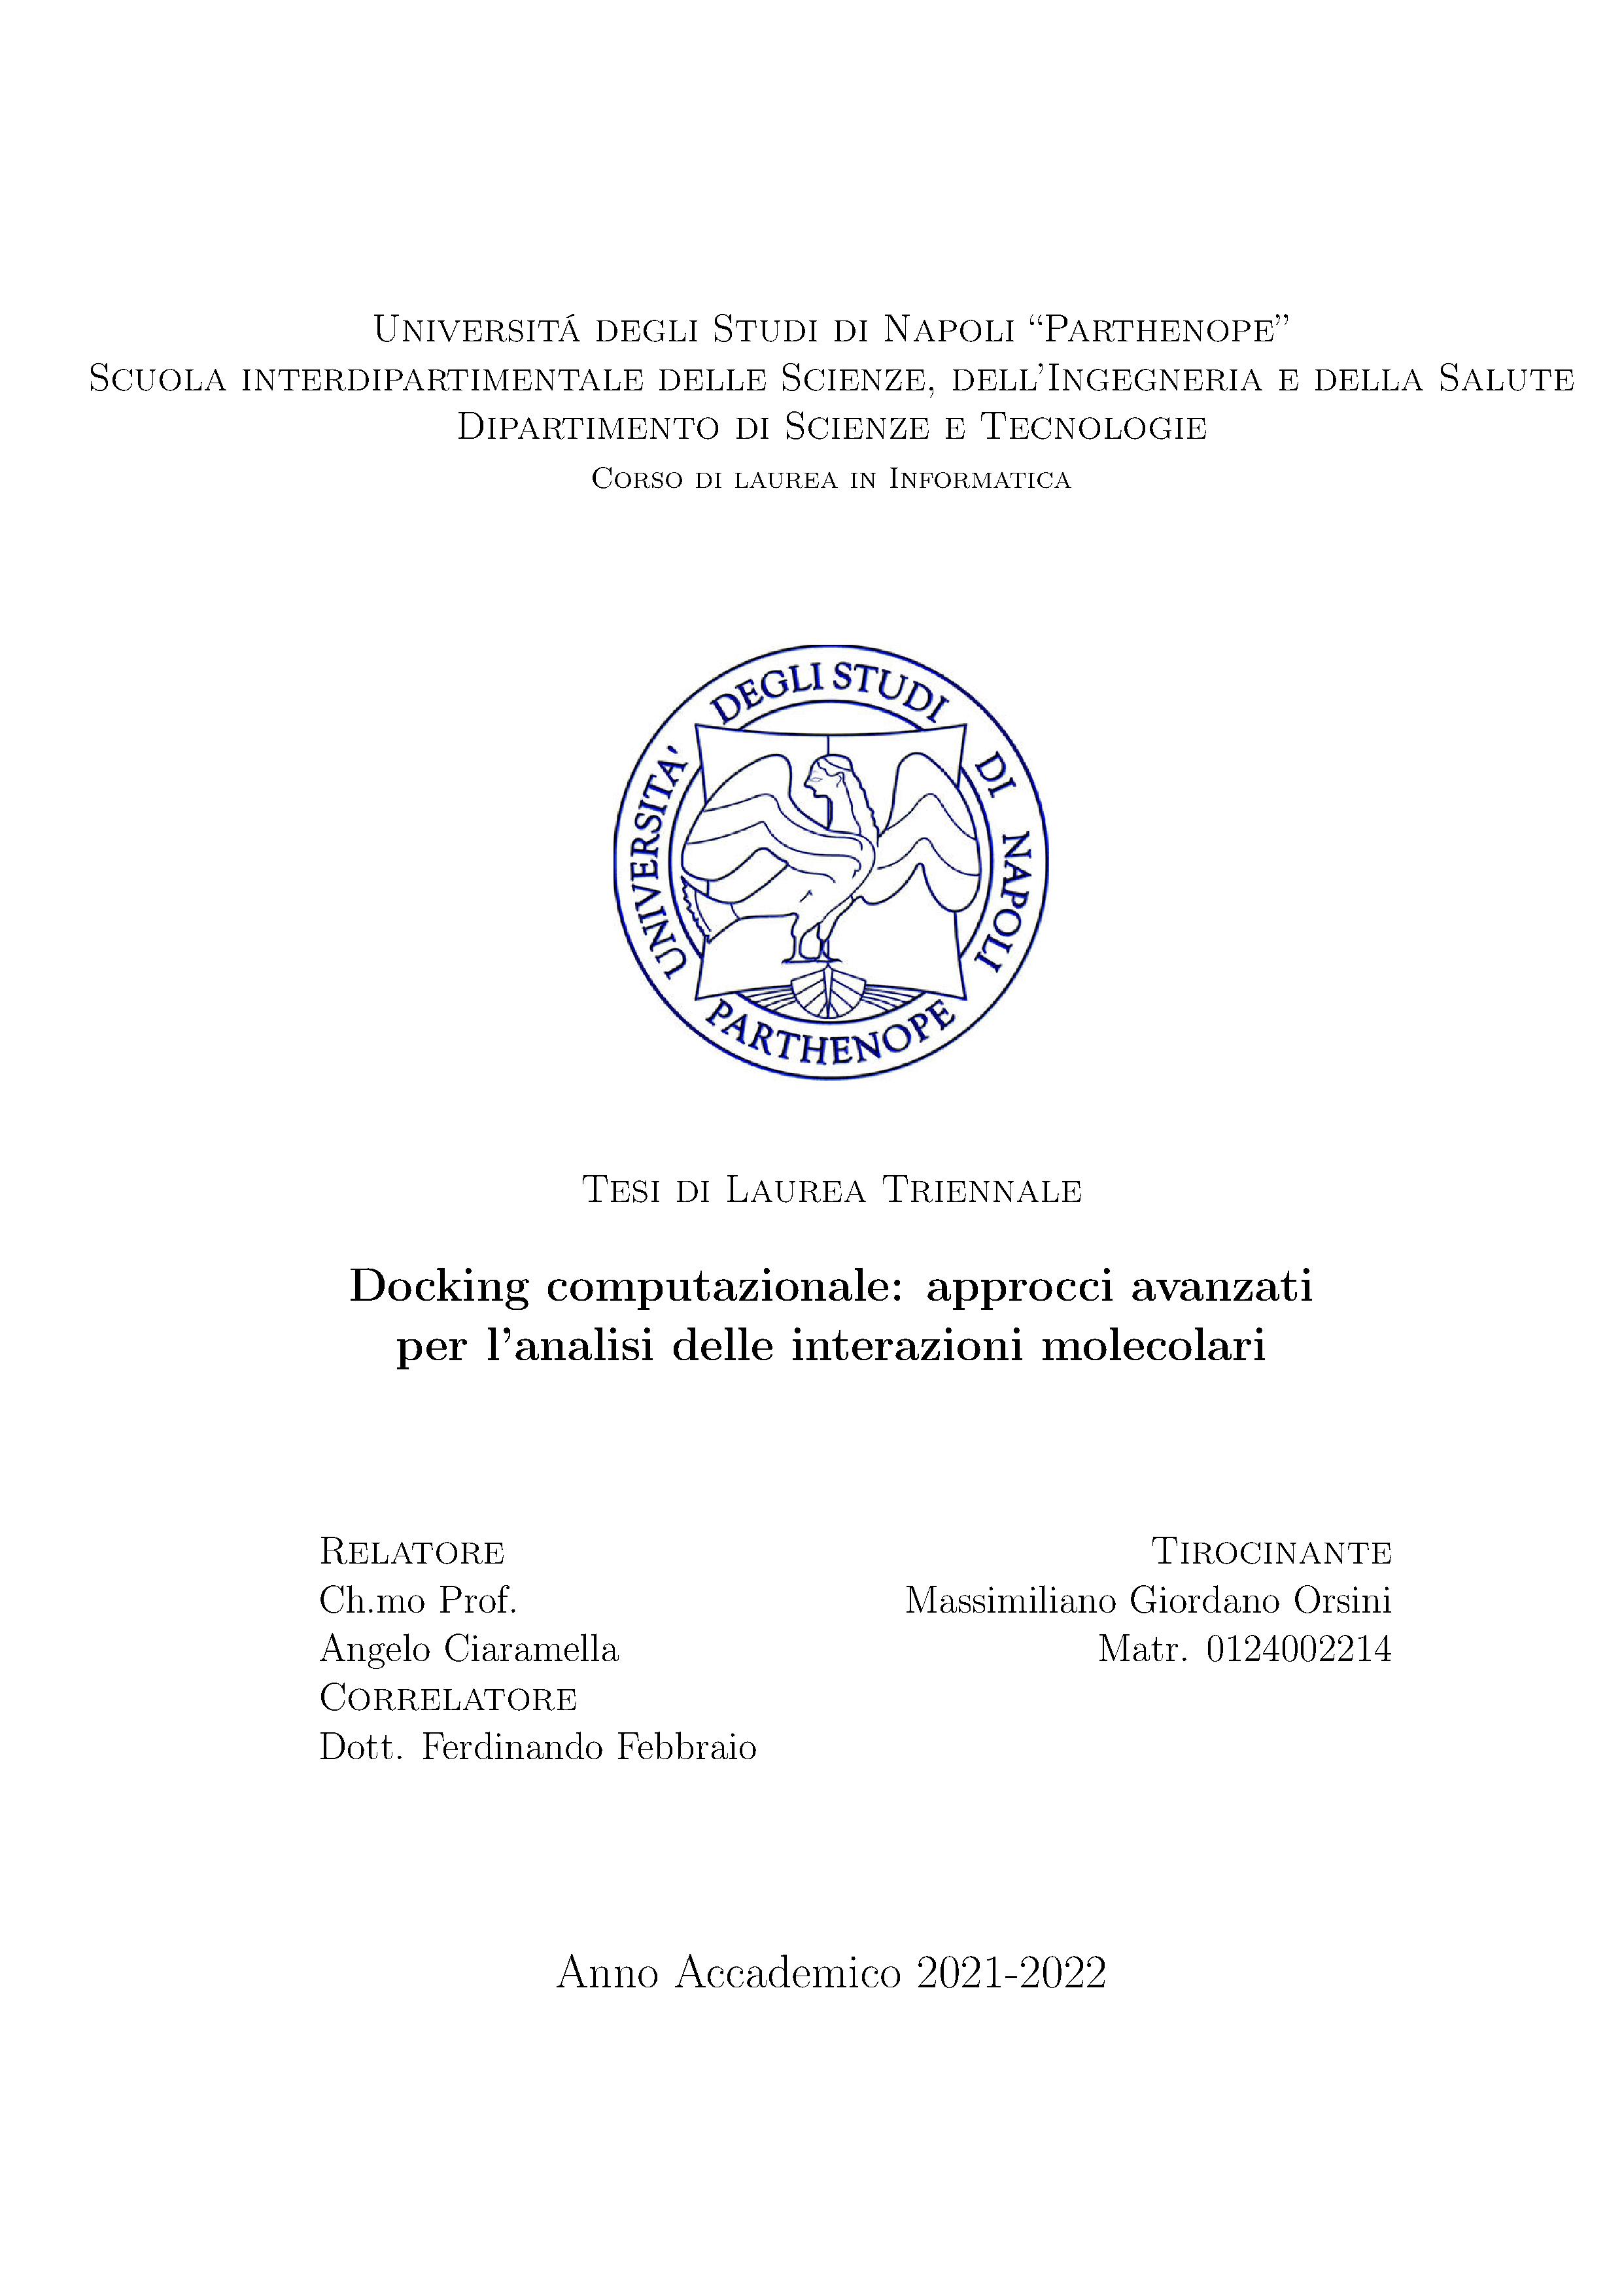 Universitá degli Studi di Napoli “Parthenope”
Scuola interdipartimentale delle Scienze, dell'Ingegneria e della Salute
Dipartimento di Scienze e Tecnologie
Corso di laurea in Informatica
UNIVERSITA' DEGLI STUDI DI NAPOLI
PARTHENOPE
Tesi di Laurea Triennale
Docking computazionale: approcci avanzati
per l'analisi delle interazioni molecolari
Relatore
Ch.mo Prof.
Angelo Ciaramella
Correlatore
Dott. Ferdinando Febbraio
Tirocinante
Massimiliano Giordano Orsini
Matr. 0124002214
Anno Accademico 2021-2022